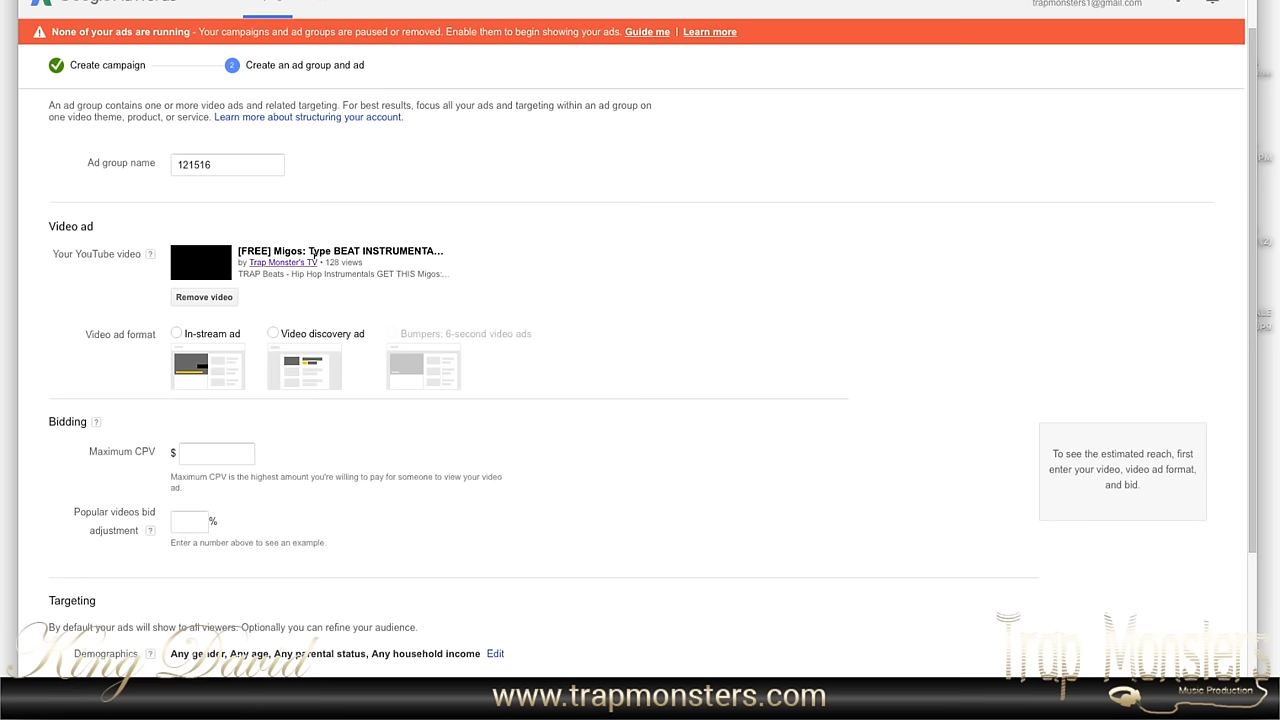 trapmonsters1@gmail.com
None of your ads are running - Your campaigns and ad groups are paused or removed. Enable them to begin showing your ads. Guide me | Learn more
Create campaign
2 Create an ad group and ad
An ad group contains one or more video ads and related targeting. For best results, focus all your ads and targeting within an ad group on
one video theme, product, or service. Learn more about structuring your account.
Ad group name 121516
Video ad
Your YouTube video ? [FREE] Migos: Type BEAT INSTRUMENTA...
by Trap Monster's TV • 128 views
TRAP Beats - Hip Hop Instrumentals GET THIS Migos:...
Remove video
Video ad format In-stream ad Video discovery ad Bumpers: 6-second video ads
Bidding ?
Maximum CPV $
Maximum CPV is the highest amount you're willing to pay for someone to view your video
ad.
To see the estimated reach, first
enter your video, video ad format,
and bid.
Popular videos bid
adjustment ? %
Enter a number above to see an example.
Targeting
By default your ads will show to all viewers. Optionally you can refine your audience.
Demographics ? Any gender, Any age, Any parental status, Any household income Edit
King David
Trap Monsters
Music Production
www.trapmonsters.com